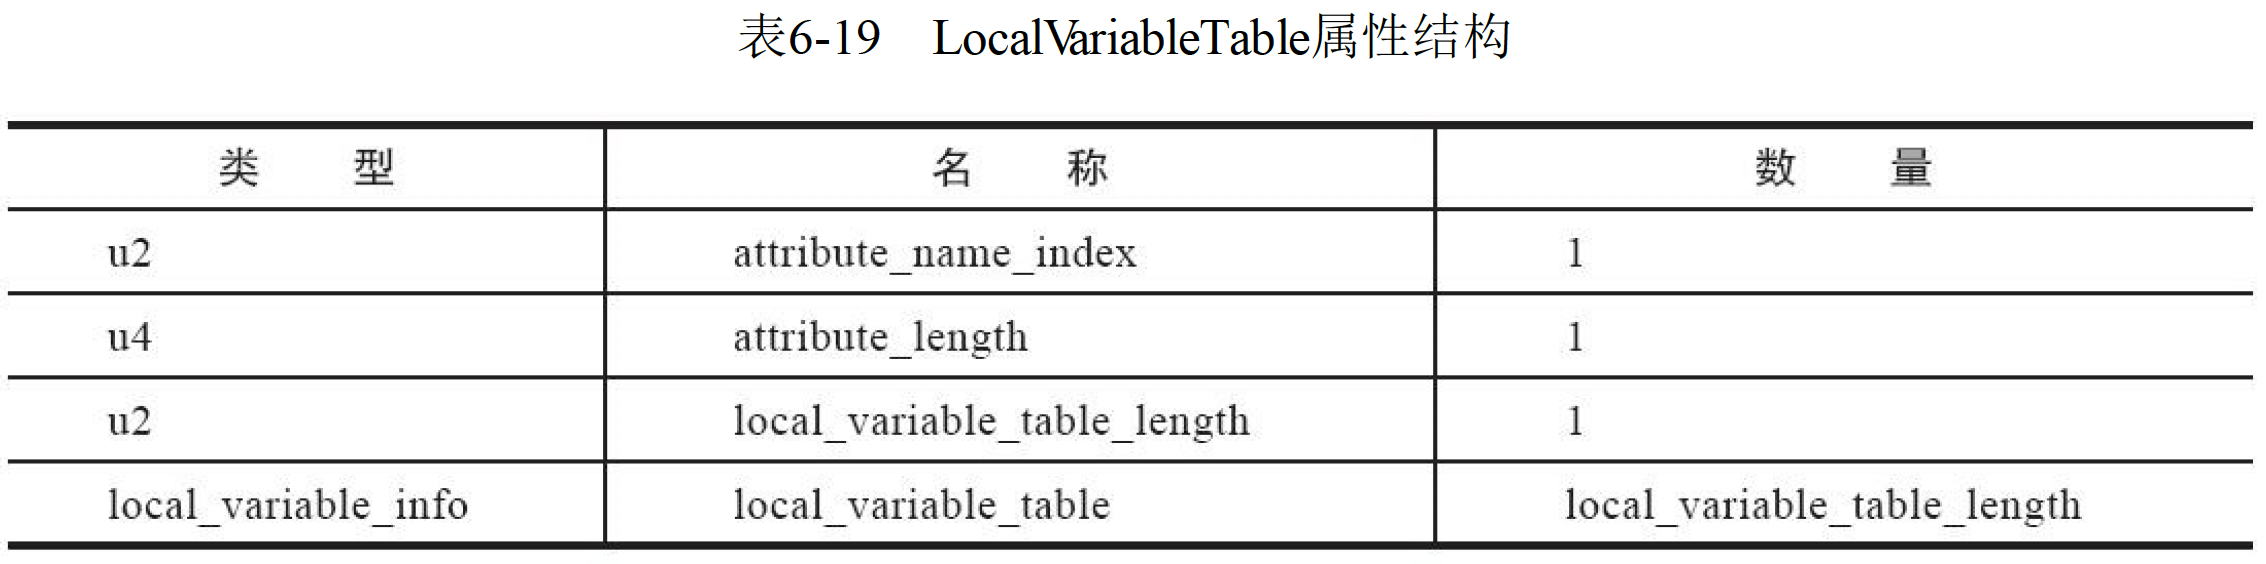 表6-19 LocalVariableTable属性结构
类 型 名 称 数 量
u2 attribute_name_index 1
u4 attribute_length 1
u2 local_variable_table_length 1
local_variable_info local_variable_table local_variable_table_length